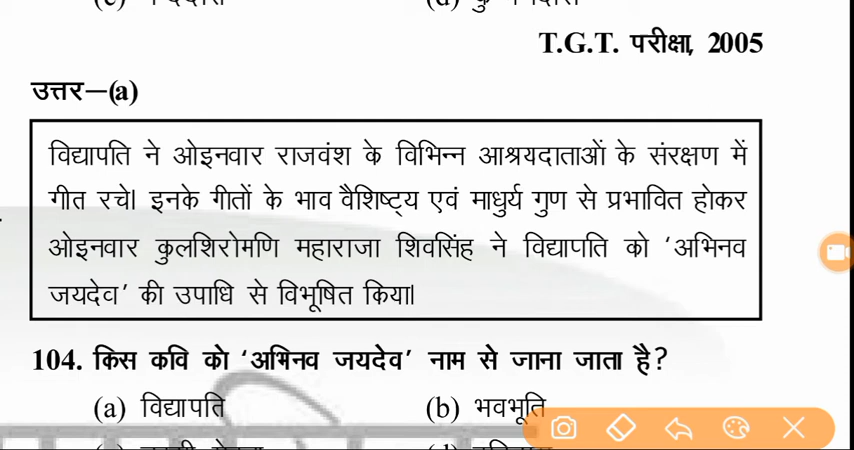 T.G.T. परीक्षा, 2005
उत्तर—(a)
विद्यापति ने ओइनवार राजवंश के विभिन्न आश्रयदाताओं के संरक्षण में
गीत रचे। इनके गीतों के भाव वैशिष्ट्य एवं माधुर्य गुण से प्रभावित होकर
ओइनवार कुलशिरोमणि महाराजा शिवसिंह ने विद्यापति को ‘अभिनव
जयदेव’ की उपाधि से विभूषित किया।
104. किस कवि को ‘अभिनव जयदेव’ नाम से जाना जाता है?
(a) विद्यापति (b) भवभूति